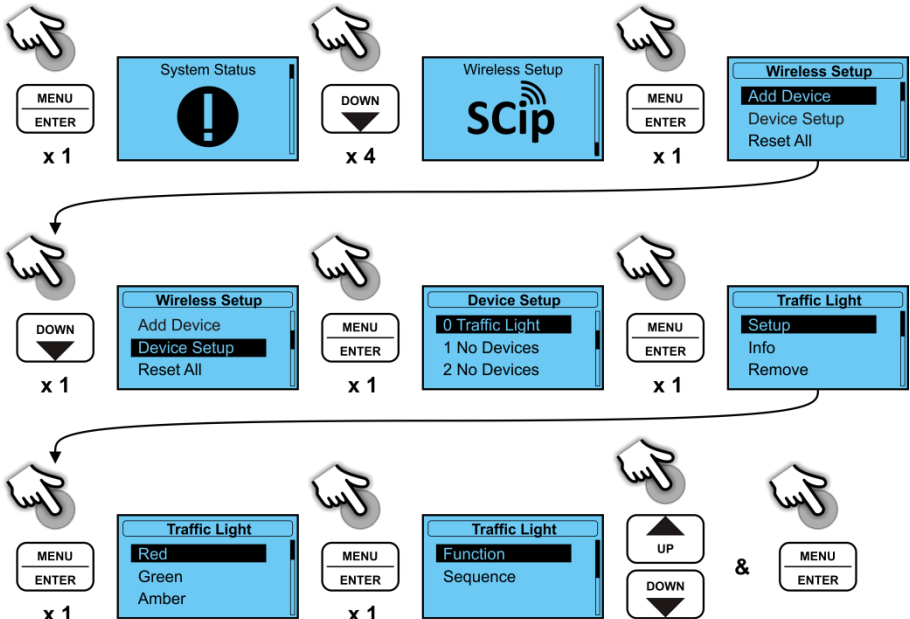 MENU
ENTER
x 1
System Status
DOWN
x 4
Wireless Setup
SCip
MENU
ENTER
x 1
Wireless Setup
Add Device
Device Setup
Reset All
DOWN
x 1
Wireless Setup
Add Device
Device Setup
Reset All
MENU
ENTER
x 1
Device Setup
0 Traffic Light
1 No Devices
2 No Devices
MENU
ENTER
x 1
Traffic Light
Setup
Info
Remove
MENU
ENTER
x 1
Traffic Light
Red
Green
Amber
MENU
ENTER
x 1
Traffic Light
Function
Sequence
UP
DOWN
&
MENU
ENTER